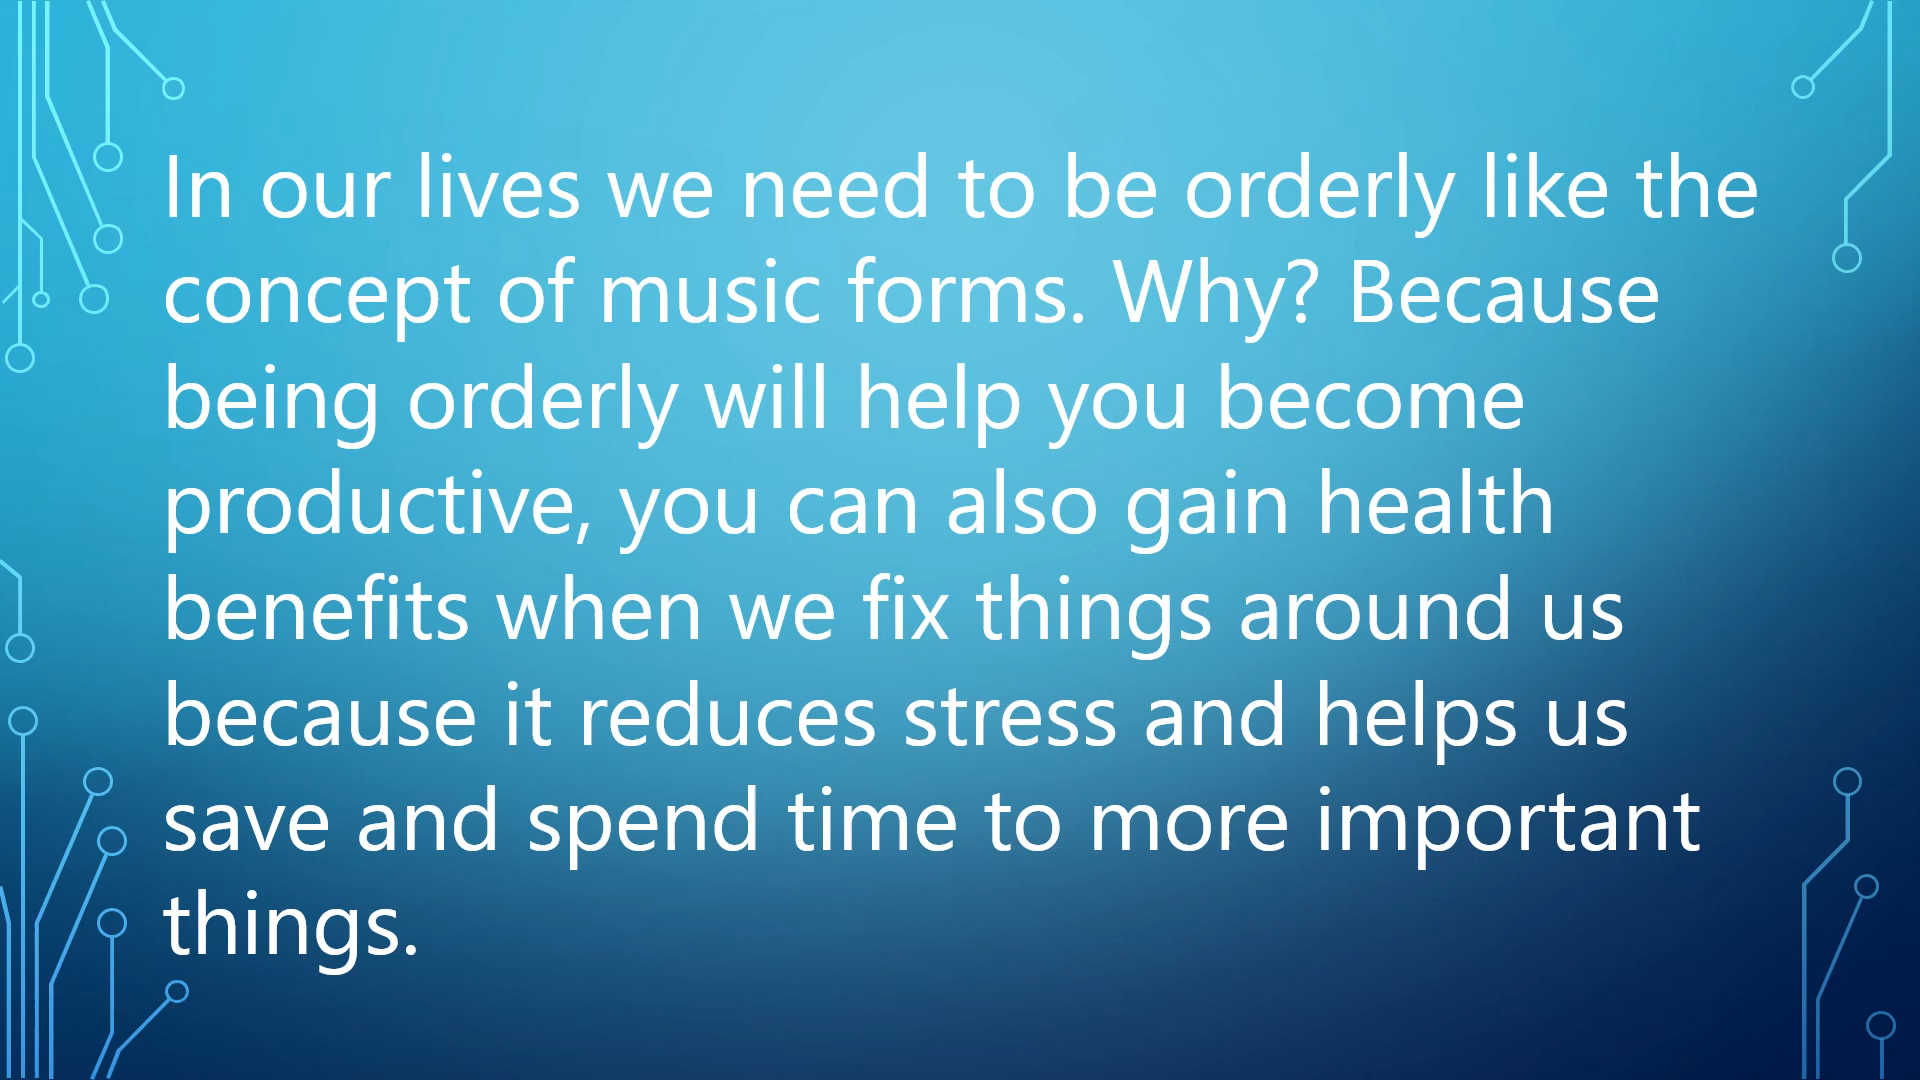 In our lives we need to be orderly like the
concept of music forms. Why? Because
being orderly will help you become
productive, you can also gain health
benefits when we fix things around us
because it reduces stress and helps us
save and spend time to more important
things.